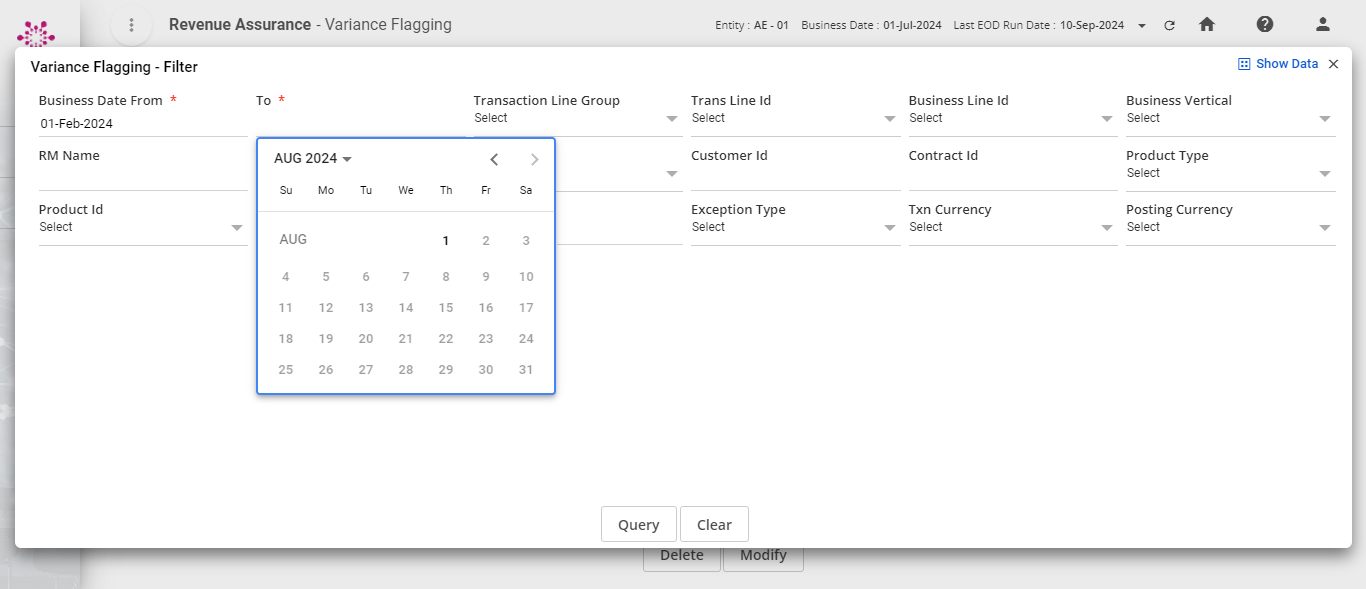 Revenue Assurance - Variance Flagging
Entity : AE - 01 Business Date : 01-Jul-2024 Last EOD Run Date : 10-Sep-2024
Variance Flagging - Filter
Show Data
Business Date From * To * Transaction Line Group Trans Line Id Business Line Id Business Vertical
01-Feb-2024 Select Select Select Select
RM Name Customer Id Contract Id Product Type
Select
Product Id Exception Type Txn Currency Posting Currency
Select Select Select Select
AUG 2024
Su Mo Tu We Th Fr Sa
AUG 1 2 3
4 5 6 7 8 9 10
11 12 13 14 15 16 17
18 19 20 21 22 23 24
25 26 27 28 29 30 31
Query Clear
Delete Modify